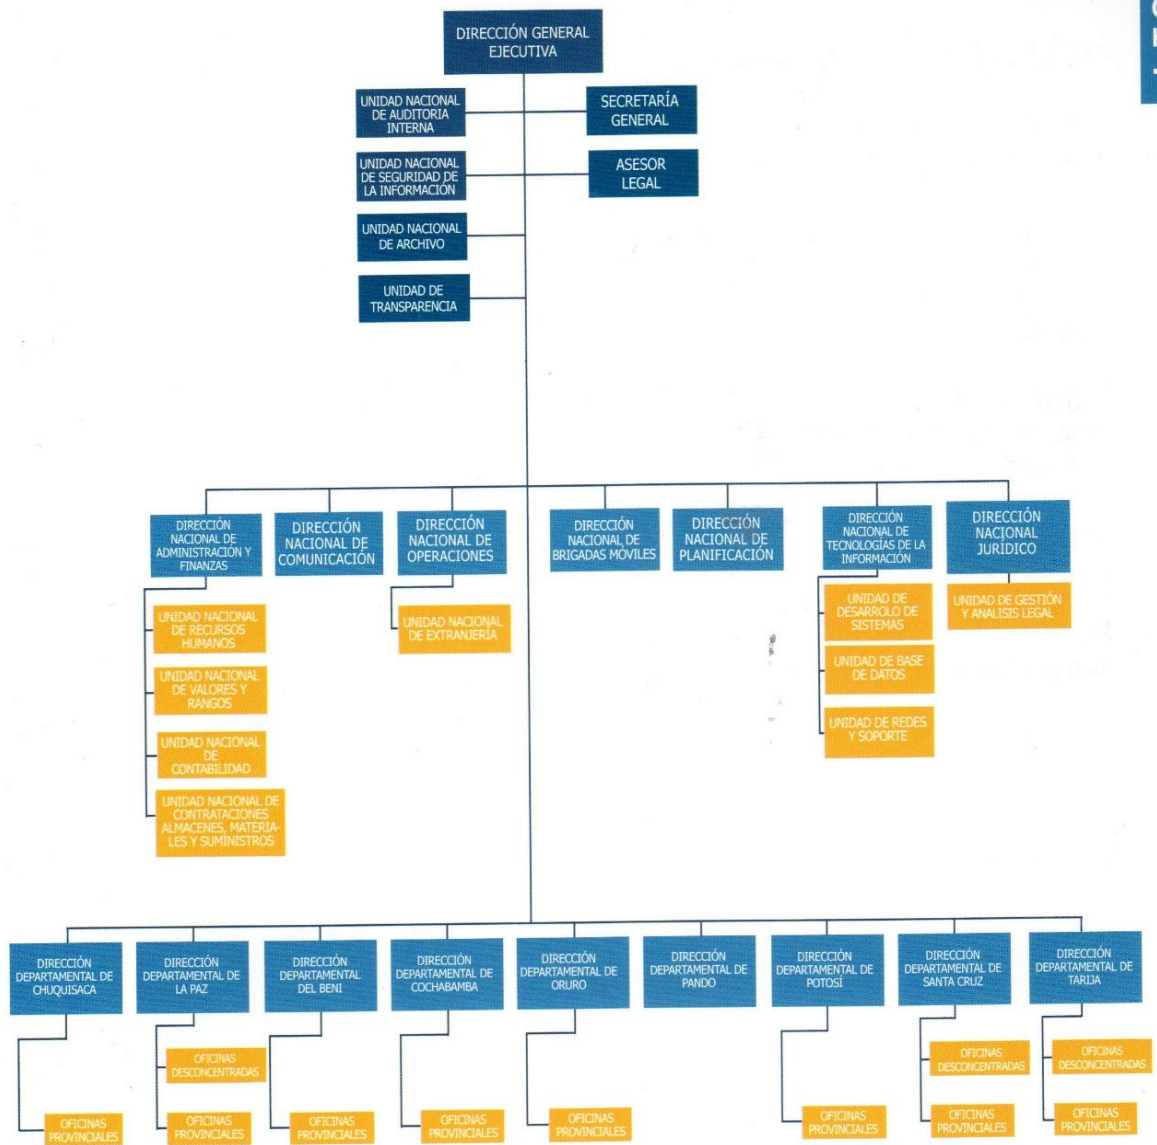 DIRECCIÓN GENERAL
EJECUTIVA
UNIDAD NACIONAL
DE AUDITORIA
INTERNA
SECRETARÍA
GENERAL
UNIDAD NACIONAL
DE SEGURIDAD DE
LA INFORMACIÓN
ASESOR
LEGAL
UNIDAD NACIONAL
DE ARCHIVO
UNIDAD DE
TRANSPARENCIA
DIRECCIÓN
NACIONAL DE
ADMINISTRACIÓN Y
FINANZAS
DIRECCIÓN
NACIONAL DE
COMUNICACIÓN
DIRECCIÓN
NACIONAL DE
OPERACIONES
DIRECCIÓN
NACIONAL DE
BRIGADAS MÓVILES
DIRECCIÓN
NACIONAL DE
PLANIFICACIÓN
DIRECCIÓN
NACIONAL DE
TECNOLOGÍAS DE LA
INFORMACIÓN
DIRECCIÓN
NACIONAL
JURÍDICO
UNIDAD NACIONAL
DE RECURSOS
HUMANOS
UNIDAD NACIONAL
DE VALORES Y
RANGOS
UNIDAD NACIONAL
DE
CONTABILIDAD
UNIDAD NACIONAL DE
CONTRATACIONES
ALMACENES, MATERIA-
LES Y SUMINISTROS
UNIDAD NACIONAL
DE EXTRANJERÍA
UNIDAD DE
DESARROLO DE
SISTEMAS
UNIDAD DE BASE
DE DATOS
UNIDAD DE REDES
Y SOPORTE
UNIDAD DE GESTIÓN
Y ANALISIS LEGAL
DIRECCIÓN
DEPARTAMENTAL DE
CHUQUISACA
DIRECCIÓN
DEPARTAMENTAL DE
LA PAZ
DIRECCIÓN
DEPARTAMENTAL
DEL BENI
DIRECCIÓN
DEPARTAMENTAL DE
COCHABAMBA
DIRECCIÓN
DEPARTAMENTAL DE
ORURO
DIRECCIÓN
DEPARTAMENTAL DE
PANDO
DIRECCIÓN
DEPARTAMENTAL DE
POTOSÍ
DIRECCIÓN
DEPARTAMENTAL DE
SANTA CRUZ
DIRECCIÓN
DEPARTAMENTAL DE
TARIJA
OFICINAS
DESCONCENTRADAS
OFICINAS
DESCONCENTRADAS
OFICINAS
DESCONCENTRADAS
OFICINAS
PROVINCIALES
OFICINAS
PROVINCIALES
OFICINAS
PROVINCIALES
OFICINAS
PROVINCIALES
OFICINAS
PROVINCIALES
OFICINAS
PROVINCIALES
OFICINAS
PROVINCIALES
OFICINAS
PROVINCIALES